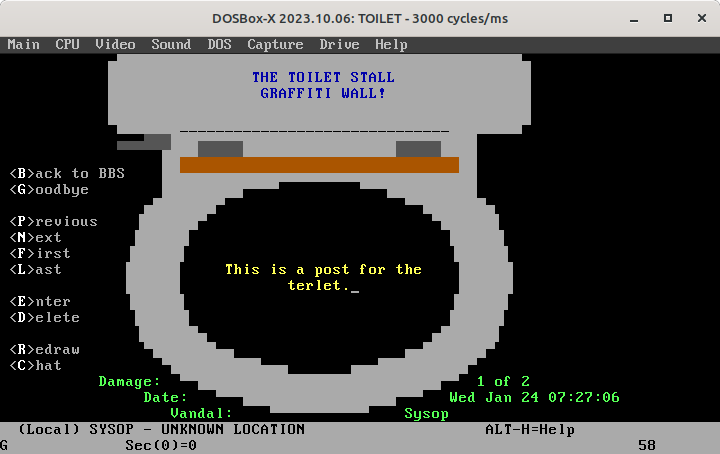 DOSBox-X 2023.10.06: TOILET - 3000 cycles/ms
Main CPU Video Sound DOS Capture Drive Help
THE TOILET STALL
GRAFFITI WALL!
<B>ack to BBS
<G>oodbye
<P>revious
<N>ext
<F>irst
<L>ast
This is a post for the
terlet._
<E>nter
<D>elete
<R>edraw
<C>hat
Damage: 1 of 2
Date: Wed Jan 24 07:27:06
Vandal: Sysop
(Local) SYSOP - UNKNOWN LOCATION ALT-H=Help
G Sec(0)=0 58